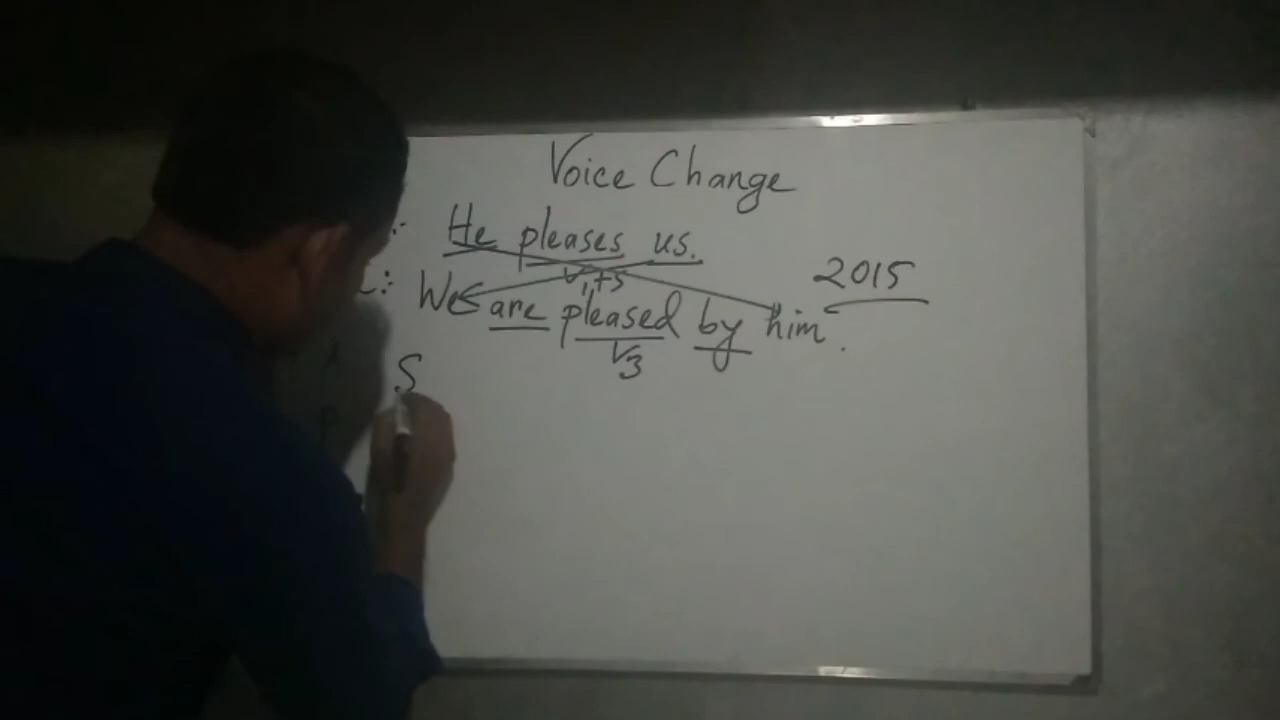 Voice Change
: He pleases us.
V1+s
2015
: We are pleased by him.
V3
S